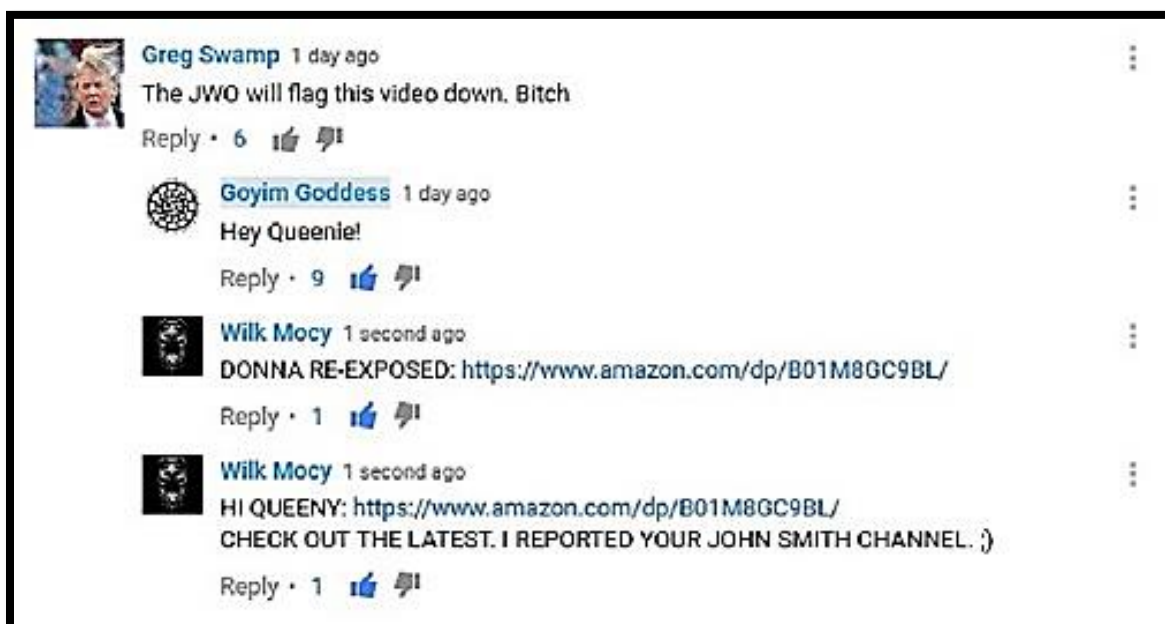 Greg Swamp 1 day ago
The JWO will flag this video down. Bitch
Reply • 6
Goyim Goddess 1 day ago
Hey Queenie!
Reply • 9
Wilk Mocy 1 second ago
DONNA RE-EXPOSED: https://www.amazon.com/dp/B01M8GC9BL/
Reply • 1
Wilk Mocy 1 second ago
HI QUEENY: https://www.amazon.com/dp/B01M8GC9BL/
CHECK OUT THE LATEST. I REPORTED YOUR JOHN SMITH CHANNEL. ;)
Reply • 1